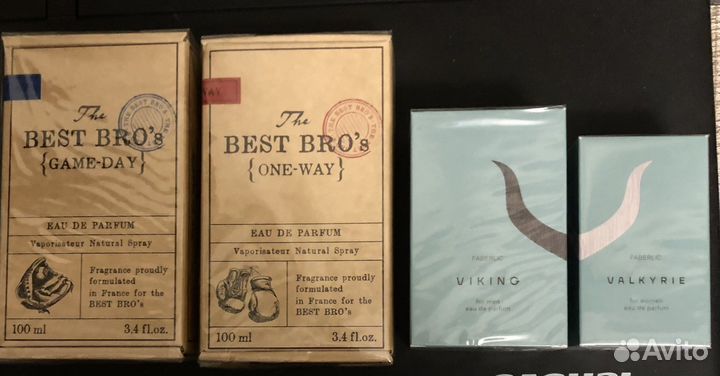 The
BEST BRO's
{GAME-DAY}
EAU DE PARFUM
Vaporisateur Natural Spray
Fragrance proudly
formulated
in France for the
BEST BRO's
100 ml 3.4 fl.oz.
WAY
The
BEST BRO's
{ONE-WAY}
EAU DE PARFUM
Vaporisateur Natural Spray
Fragrance proudly
formulated
in France for the
BEST BRO's
100 ml 3.4 fl.oz.
FABERLIC
VIKING
for men
eau de parfum
FABERLIC
VALKYRIE
for women
eau de parfum
Avito